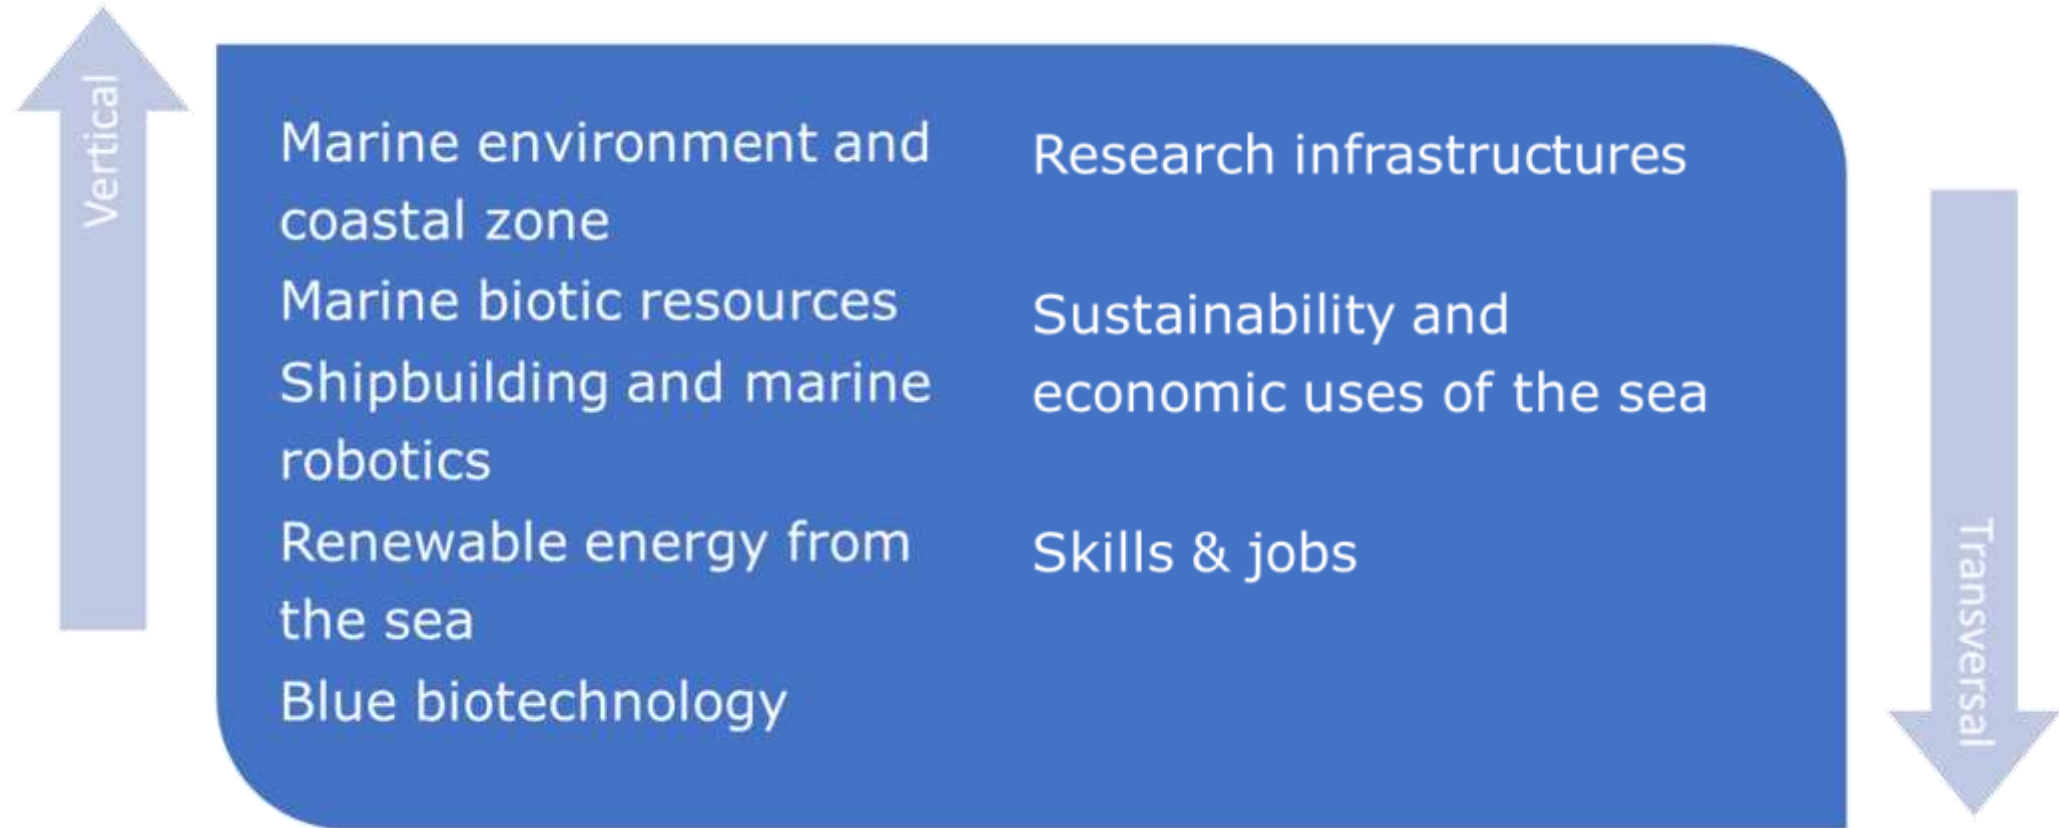 Vertical
Marine environment and
coastal zone
Marine biotic resources
Shipbuilding and marine
robotics
Renewable energy from
the sea
Blue biotechnology
Research infrastructures
Sustainability and
economic uses of the sea
Skills & jobs
Transversal